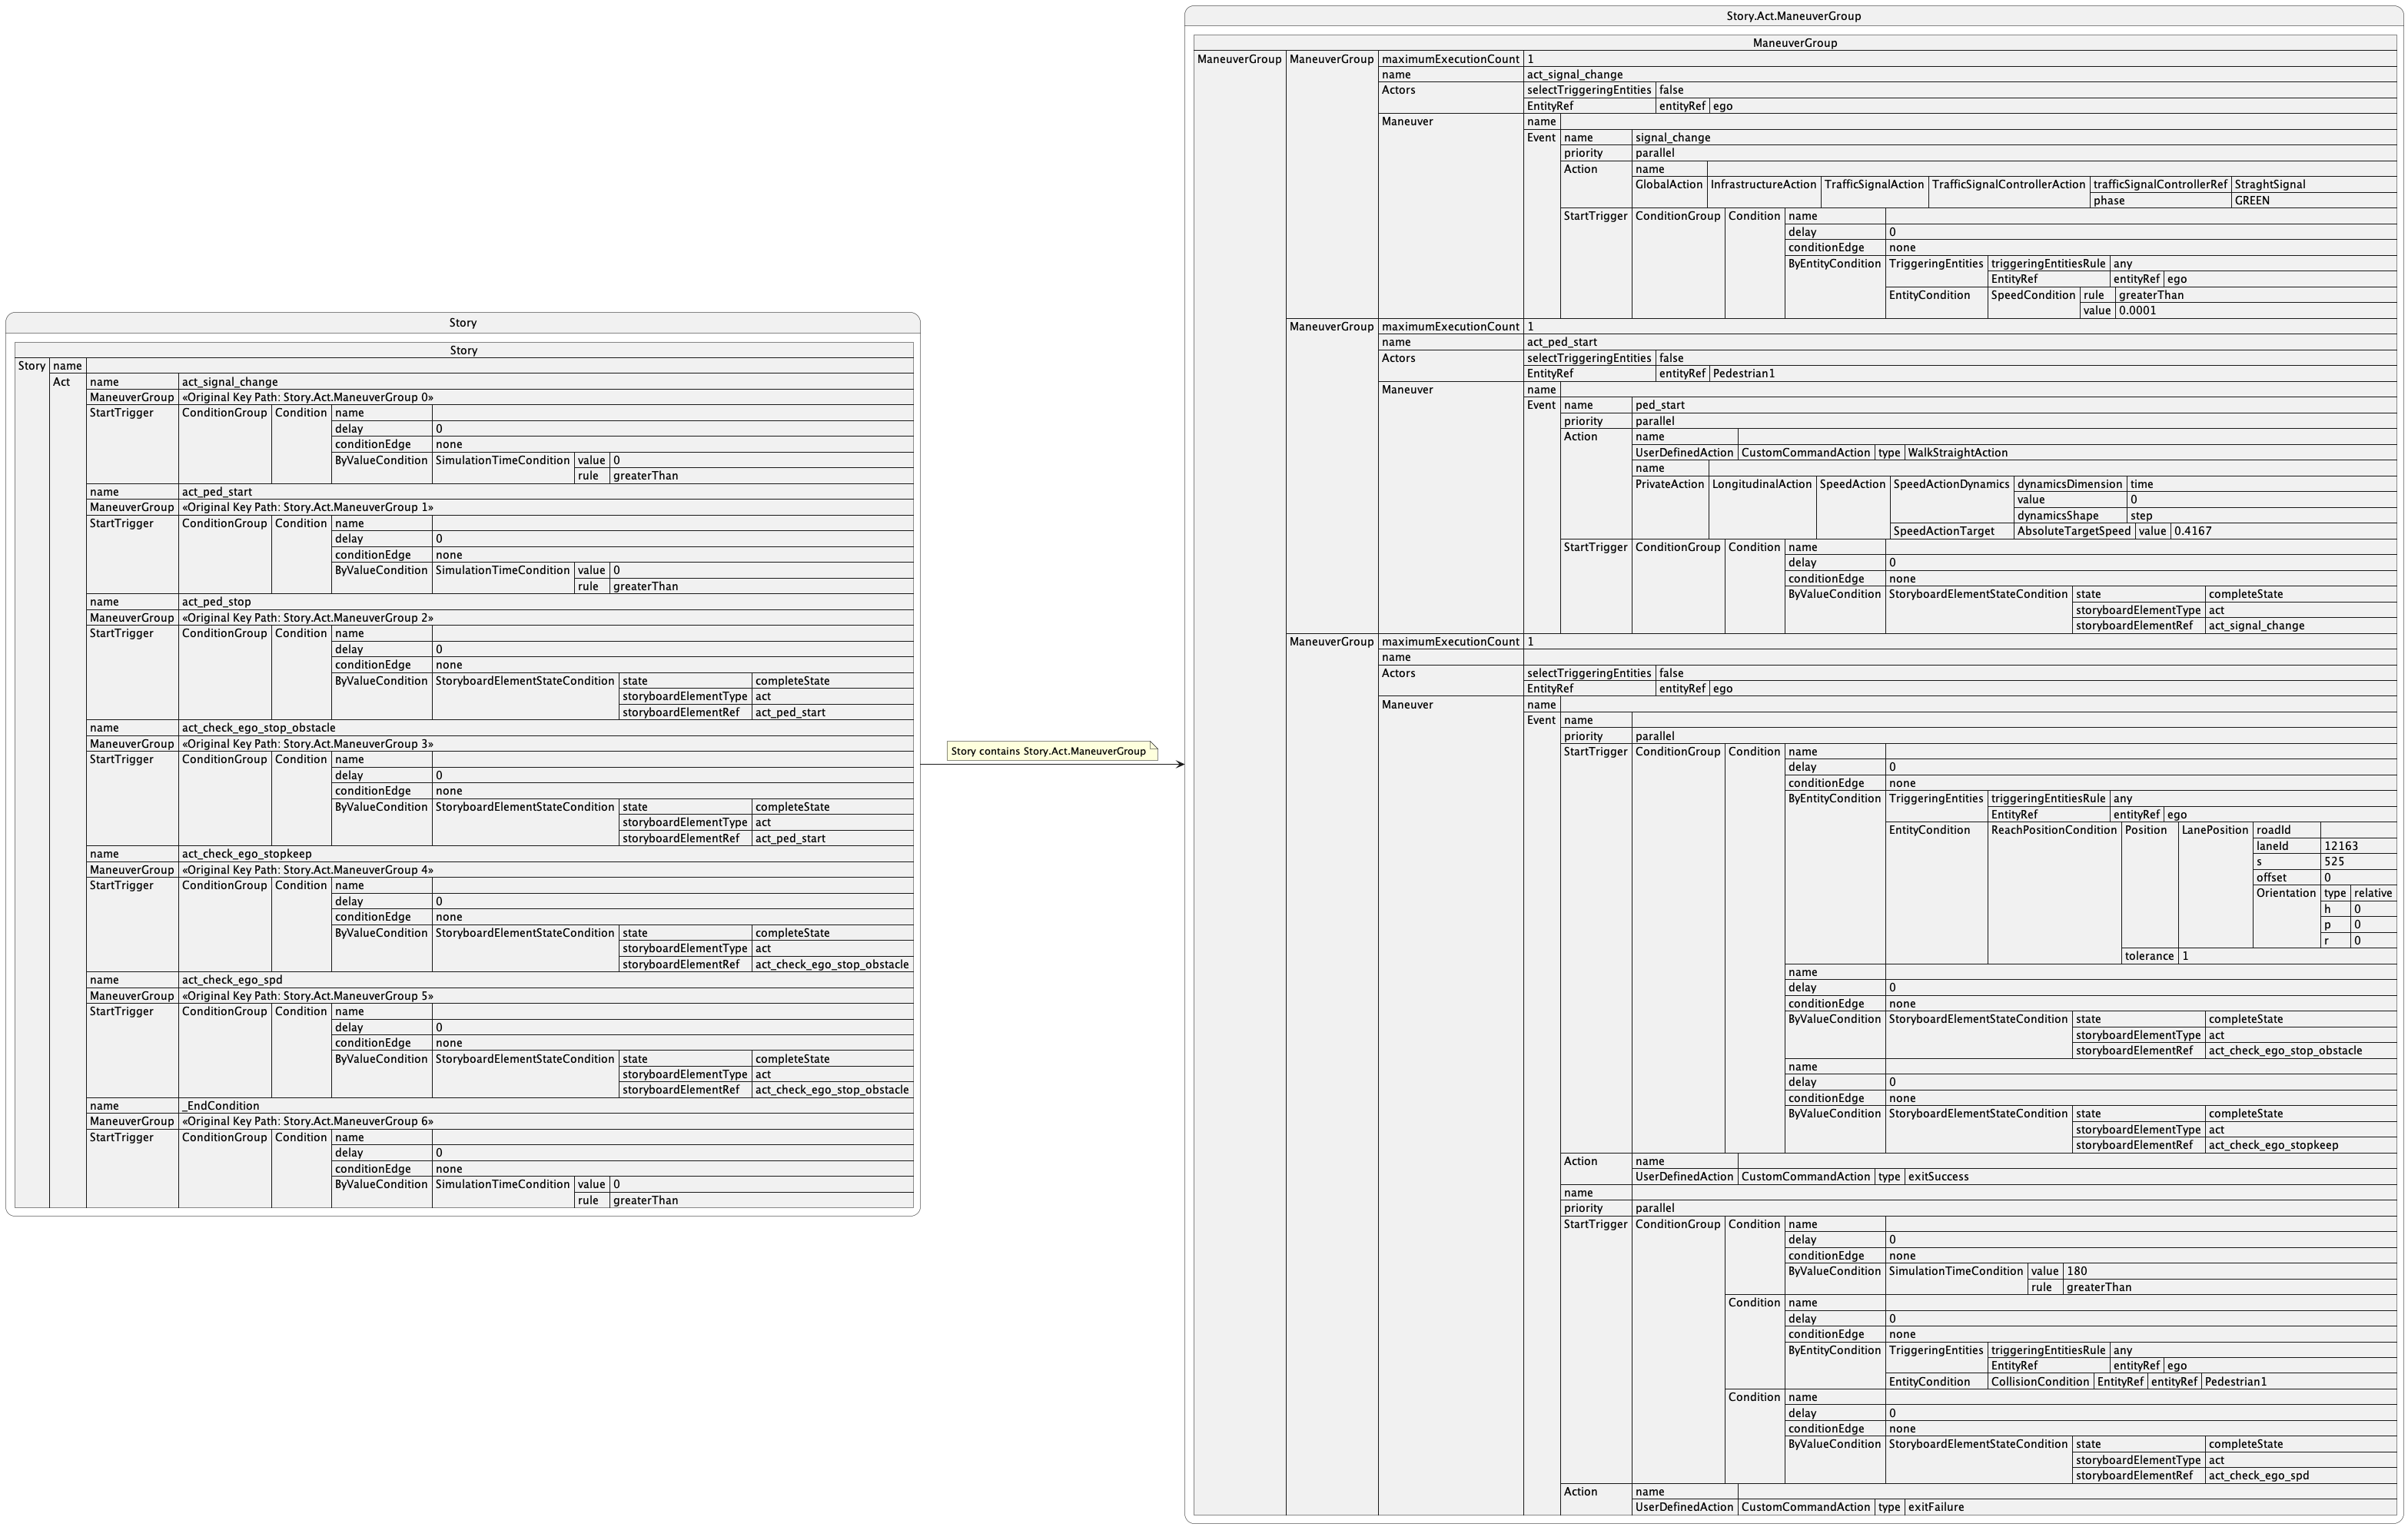 Story
Story
Story name
Act name act_signal_change
ManeuverGroup «Original Key Path: Story.Act.ManeuverGroup 0»
StartTrigger ConditionGroup Condition name
delay 0
conditionEdge none
ByValueCondition SimulationTimeCondition value 0
rule greaterThan
name act_ped_start
ManeuverGroup «Original Key Path: Story.Act.ManeuverGroup 1»
StartTrigger ConditionGroup Condition name
delay 0
conditionEdge none
ByValueCondition SimulationTimeCondition value 0
rule greaterThan
name act_ped_stop
ManeuverGroup «Original Key Path: Story.Act.ManeuverGroup 2»
StartTrigger ConditionGroup Condition name
delay 0
conditionEdge none
ByValueCondition StoryboardElementStateCondition state completeState
storyboardElementType act
storyboardElementRef act_ped_start
name act_check_ego_stop_obstacle
ManeuverGroup «Original Key Path: Story.Act.ManeuverGroup 3»
StartTrigger ConditionGroup Condition name
delay 0
conditionEdge none
ByValueCondition StoryboardElementStateCondition state completeState
storyboardElementType act
storyboardElementRef act_ped_start
name act_check_ego_stopkeep
ManeuverGroup «Original Key Path: Story.Act.ManeuverGroup 4»
StartTrigger ConditionGroup Condition name
delay 0
conditionEdge none
ByValueCondition StoryboardElementStateCondition state completeState
storyboardElementType act
storyboardElementRef act_check_ego_stop_obstacle
name act_check_ego_spd
ManeuverGroup «Original Key Path: Story.Act.ManeuverGroup 5»
StartTrigger ConditionGroup Condition name
delay 0
conditionEdge none
ByValueCondition StoryboardElementStateCondition state completeState
storyboardElementType act
storyboardElementRef act_check_ego_stop_obstacle
name _EndCondition
ManeuverGroup «Original Key Path: Story.Act.ManeuverGroup 6»
StartTrigger ConditionGroup Condition name
delay 0
conditionEdge none
ByValueCondition SimulationTimeCondition value 0
rule greaterThan
Story contains Story.Act.ManeuverGroup
Story.Act.ManeuverGroup
ManeuverGroup
ManeuverGroup ManeuverGroup maximumExecutionCount 1
name act_signal_change
Actors selectTriggeringEntities false
EntityRef entityRef ego
Maneuver name
Event name signal_change
priority parallel
Action name
GlobalAction InfrastructureAction TrafficSignalAction TrafficSignalControllerAction trafficSignalControllerRef StraghtSignal
phase GREEN
StartTrigger ConditionGroup Condition name
delay 0
conditionEdge none
ByEntityCondition TriggeringEntities triggeringEntitiesRule any
EntityRef entityRef ego
EntityCondition SpeedCondition rule greaterThan
value 0.0001
ManeuverGroup maximumExecutionCount 1
name act_ped_start
Actors selectTriggeringEntities false
EntityRef entityRef Pedestrian1
Maneuver name
Event name ped_start
priority parallel
Action name
UserDefinedAction CustomCommandAction type WalkStraightAction
name
PrivateAction LongitudinalAction SpeedAction SpeedActionDynamics dynamicsDimension time
value 0
dynamicsShape step
SpeedActionTarget AbsoluteTargetSpeed value 0.4167
StartTrigger ConditionGroup Condition name
delay 0
conditionEdge none
ByValueCondition StoryboardElementStateCondition state completeState
storyboardElementType act
storyboardElementRef act_signal_change
ManeuverGroup maximumExecutionCount 1
name
Actors selectTriggeringEntities false
EntityRef entityRef ego
Maneuver name
Event name
priority parallel
StartTrigger ConditionGroup Condition name
delay 0
conditionEdge none
ByEntityCondition TriggeringEntities triggeringEntitiesRule any
EntityRef entityRef ego
EntityCondition ReachPositionCondition Position LanePosition roadId
laneId 12163
s 525
offset 0
Orientation type relative
h 0
p 0
r 0
tolerance 1
name
delay 0
conditionEdge none
ByValueCondition StoryboardElementStateCondition state completeState
storyboardElementType act
storyboardElementRef act_check_ego_stop_obstacle
name
delay 0
conditionEdge none
ByValueCondition StoryboardElementStateCondition state completeState
storyboardElementType act
storyboardElementRef act_check_ego_stopkeep
Action name
UserDefinedAction CustomCommandAction type exitSuccess
name
priority parallel
StartTrigger ConditionGroup Condition name
delay 0
conditionEdge none
ByValueCondition SimulationTimeCondition value 180
rule greaterThan
Condition name
delay 0
conditionEdge none
ByEntityCondition TriggeringEntities triggeringEntitiesRule any
EntityRef entityRef ego
EntityCondition CollisionCondition EntityRef entityRef Pedestrian1
Condition name
delay 0
conditionEdge none
ByValueCondition StoryboardElementStateCondition state completeState
storyboardElementType act
storyboardElementRef act_check_ego_spd
Action name
UserDefinedAction CustomCommandAction type exitFailure